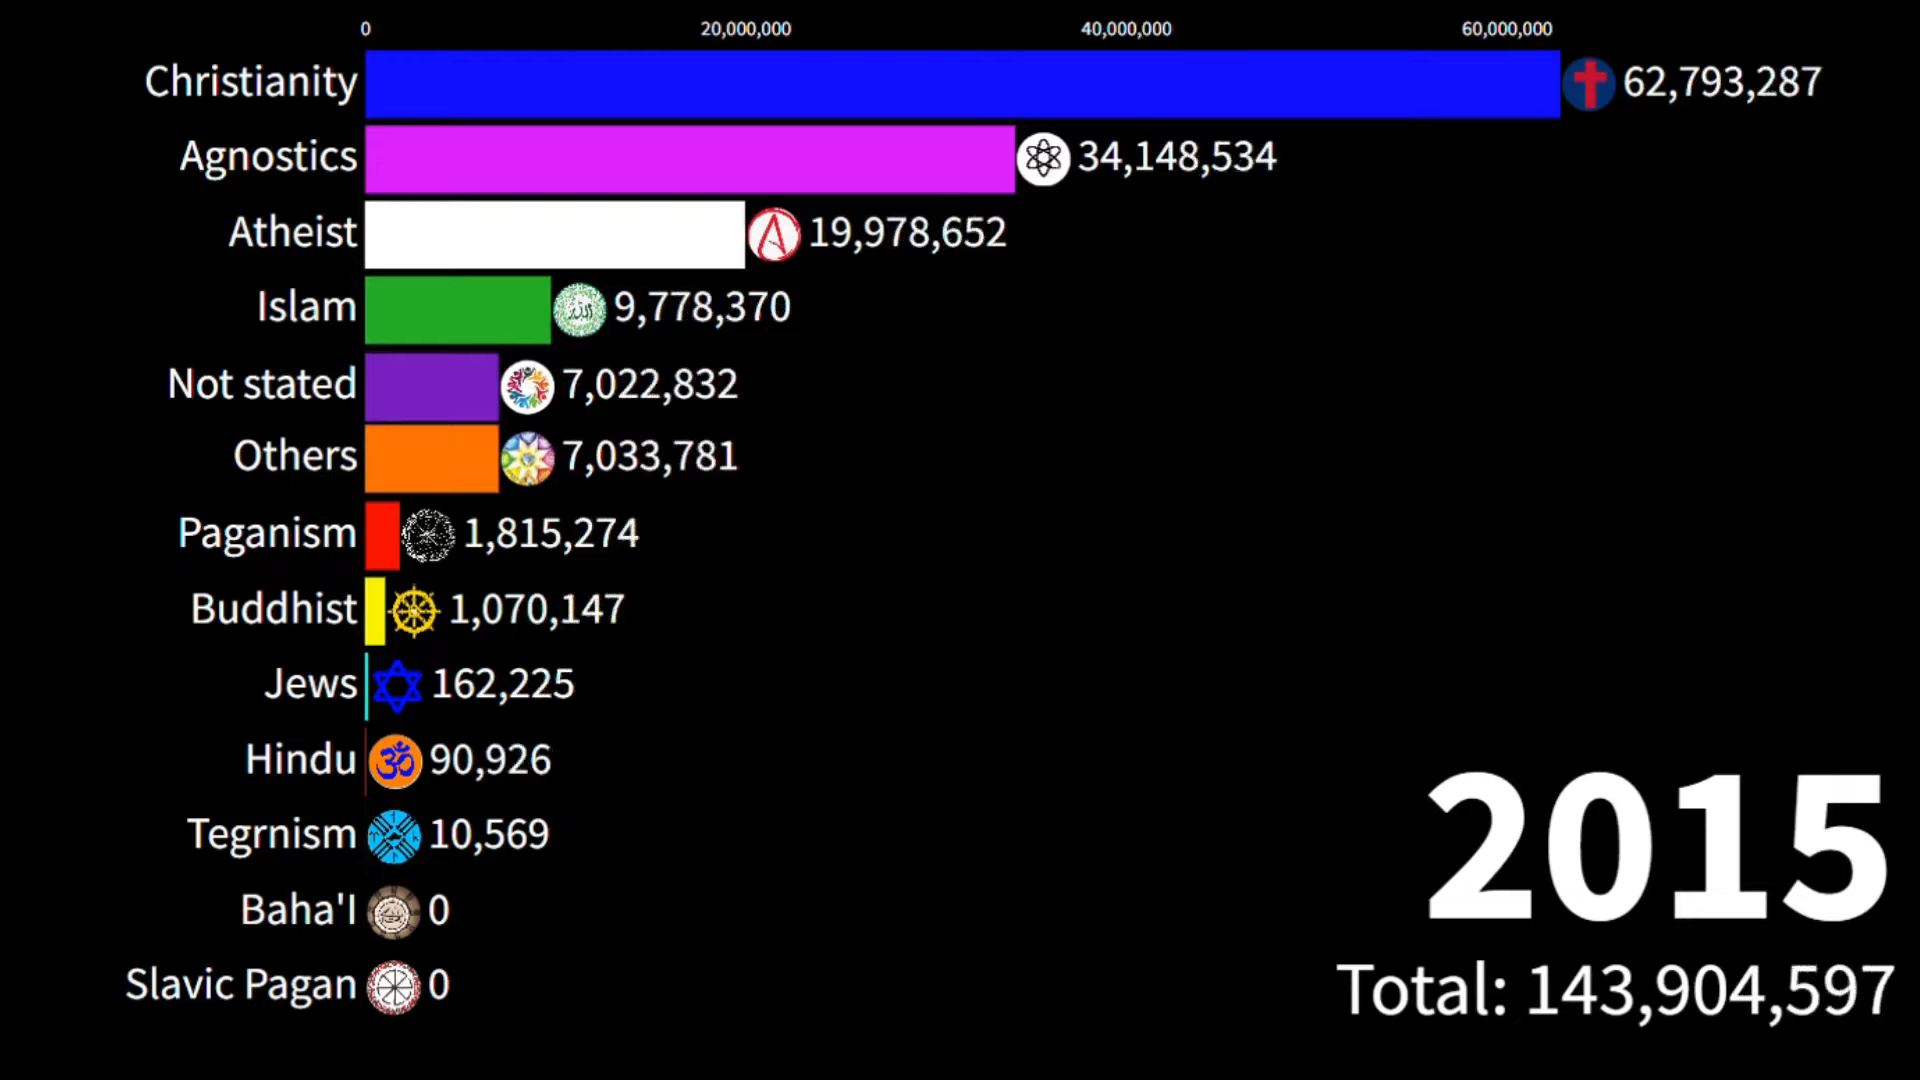 0 20,000,000 40,000,000 60,000,000
Christianity 62,793,287
Agnostics 34,148,534
Atheist 19,978,652
Islam 9,778,370
Not stated 7,022,832
Others 7,033,781
Paganism 1,815,274
Buddhist 1,070,147
Jews 162,225
Hindu 90,926
Tegrnism 10,569
Baha'I 0
Slavic Pagan 0
2015
Total: 143,904,597